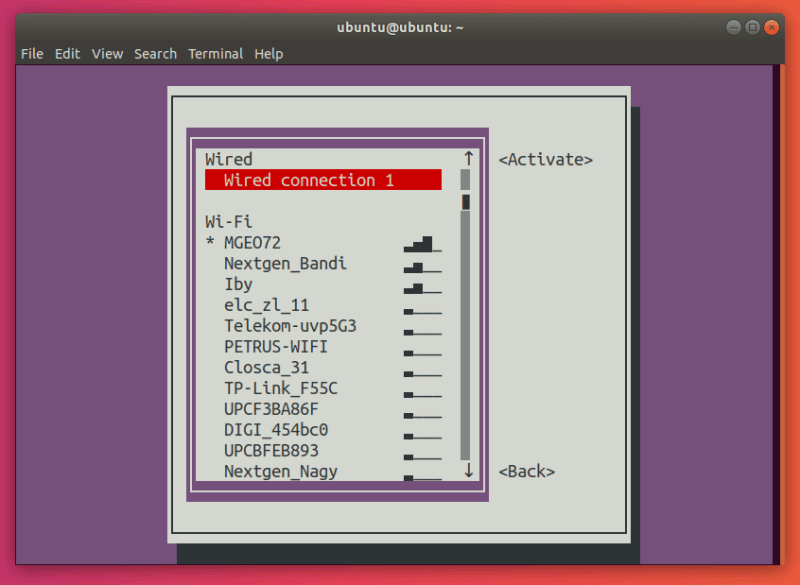 ubuntu@ubuntu: ~
File Edit View Search Terminal Help
Wired ↑ <Activate>
Wired connection 1
Wi-Fi
* MGEO72
Nextgen_Bandi
Iby
elc_zl_11
Telekom-uvp5G3
PETRUS-WIFI
Closca_31
TP-Link_F55C
UPCF3BA86F
DIGI_454bc0
UPCBFEB893
Nextgen_Nagy ↓ <Back>